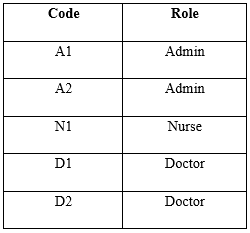 Code Role
A1 Admin
A2 Admin
N1 Nurse
D1 Doctor
D2 Doctor